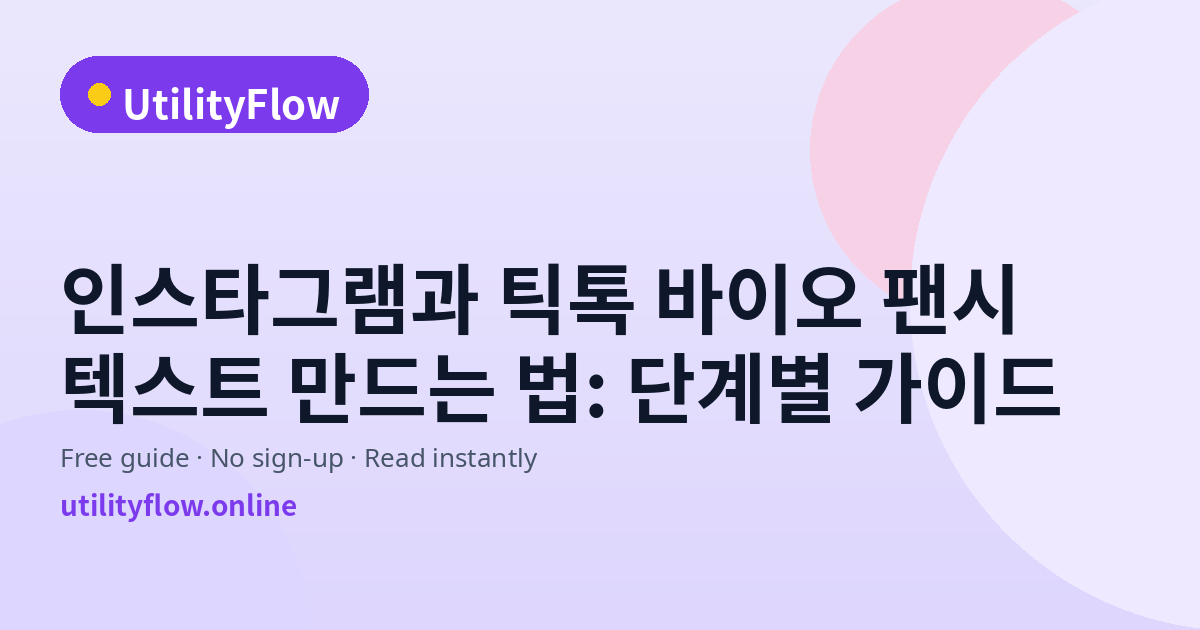 UtilityFlow
인스타그램과 틱톡 바이오 팬시
텍스트 만드는 법: 단계별 가이드
Free guide · No sign-up · Read instantly
utilityflow.online